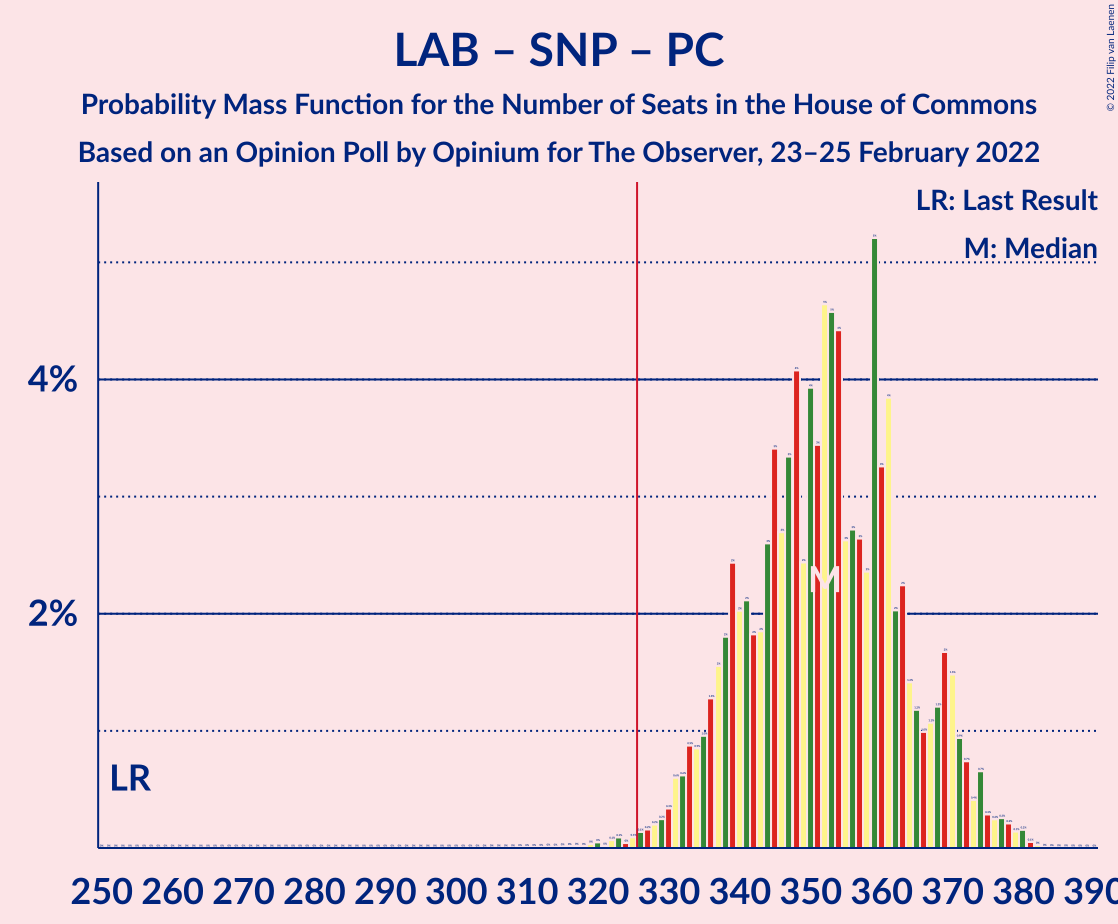 LAB – SNP – PC
Probability Mass Function for the Number of Seats in the House of Commons
Based on an Opinion Poll by Opinium for The Observer, 23–25 February 2022
© 2022 Filip van Laenen
LR: Last Result
M: Median
4%
2%
M
LR
250 260 270 280 290 300 310 320 330 340 350 360 370 380 390